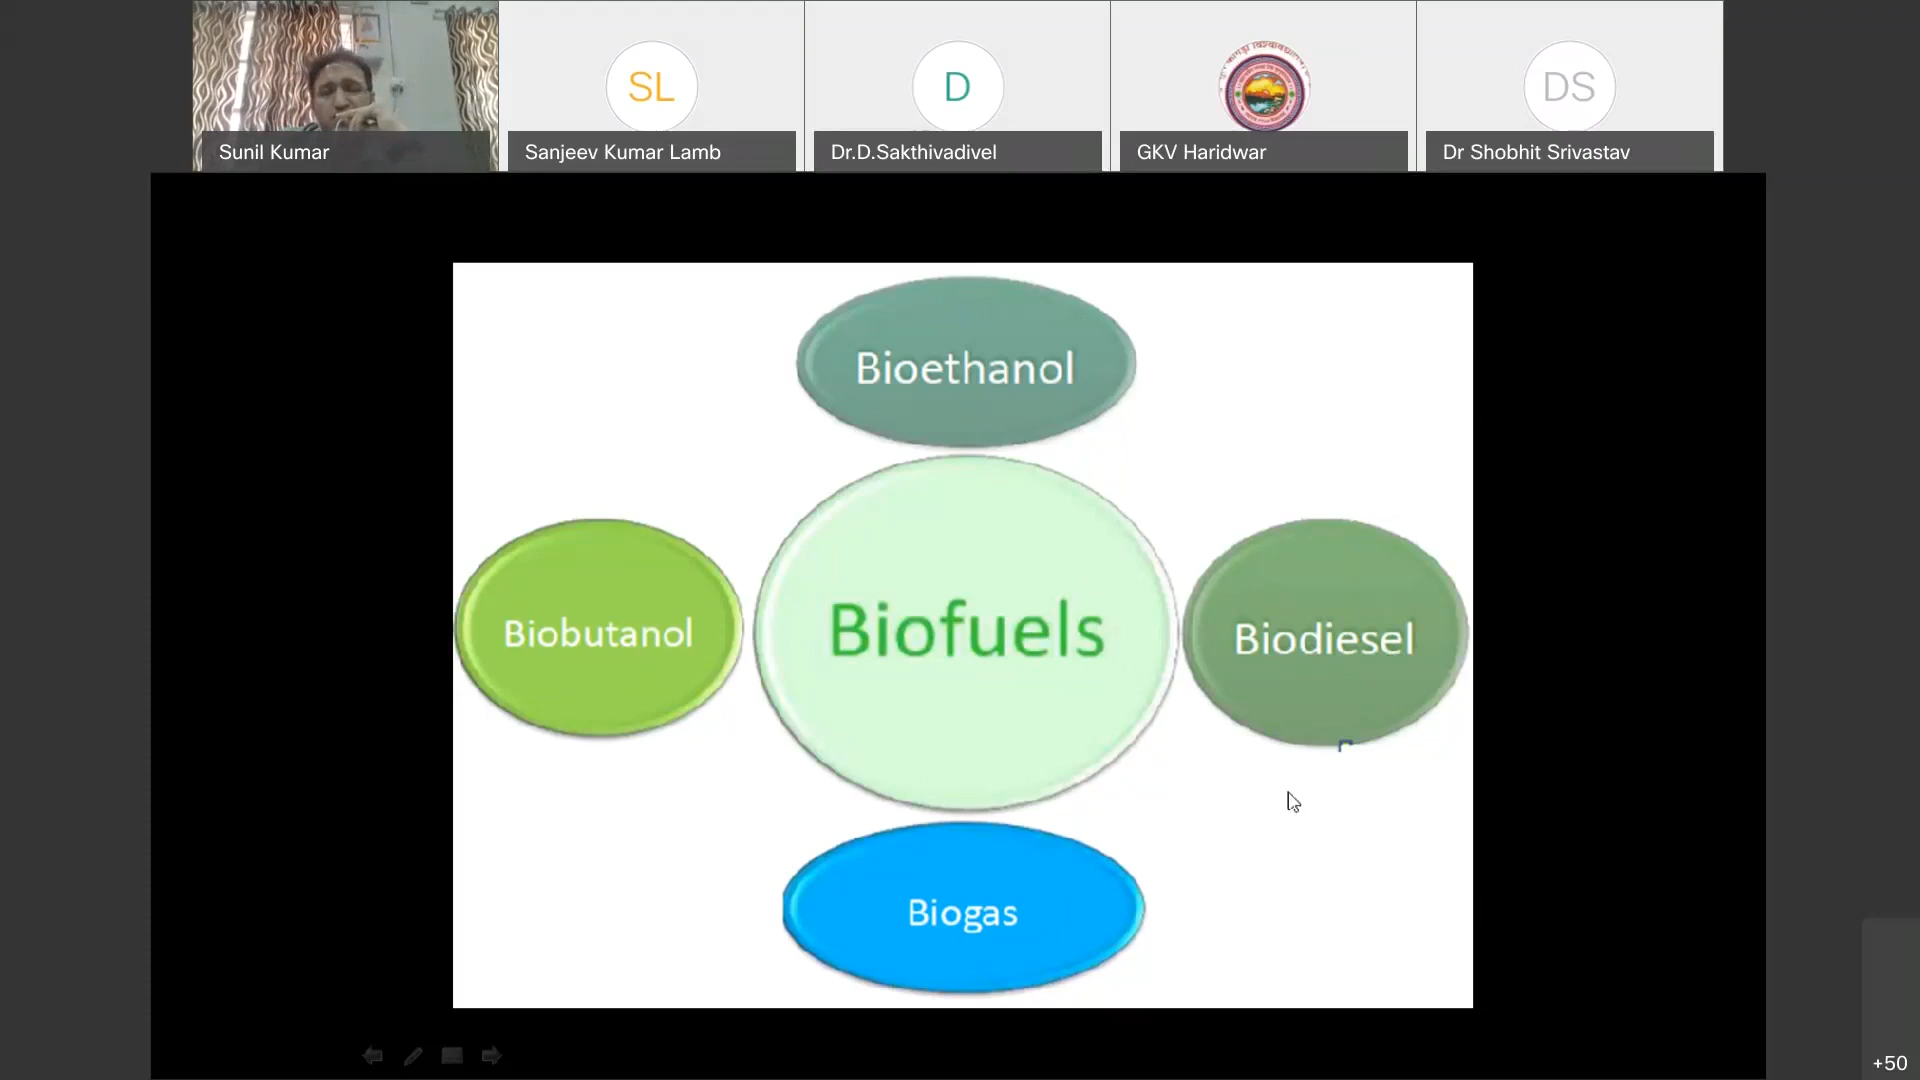 SL
D
DS
Sunil Kumar
Sanjeev Kumar Lamb
Dr.D.Sakthivadivel
GKV Haridwar
Dr Shobhit Srivastav
Bioethanol
Biobutanol
Biofuels
Biodiesel
Biogas
+50